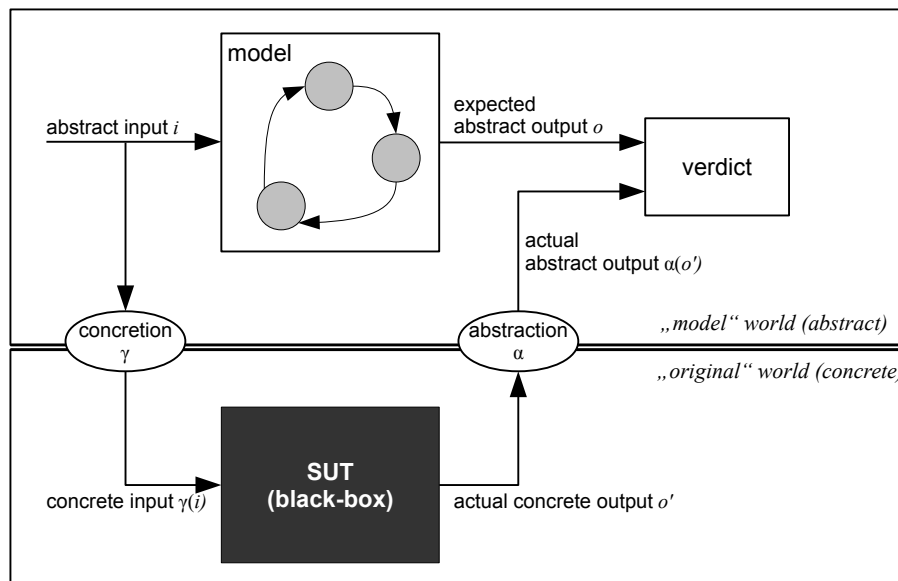 model
abstract input i
expected
abstract output o
verdict
actual
abstract output α(o')
concretion
γ
abstraction
α
„model“ world (abstract)
„original“ world (concrete)
SUT
(black-box)
concrete input γ(i)
actual concrete output o'